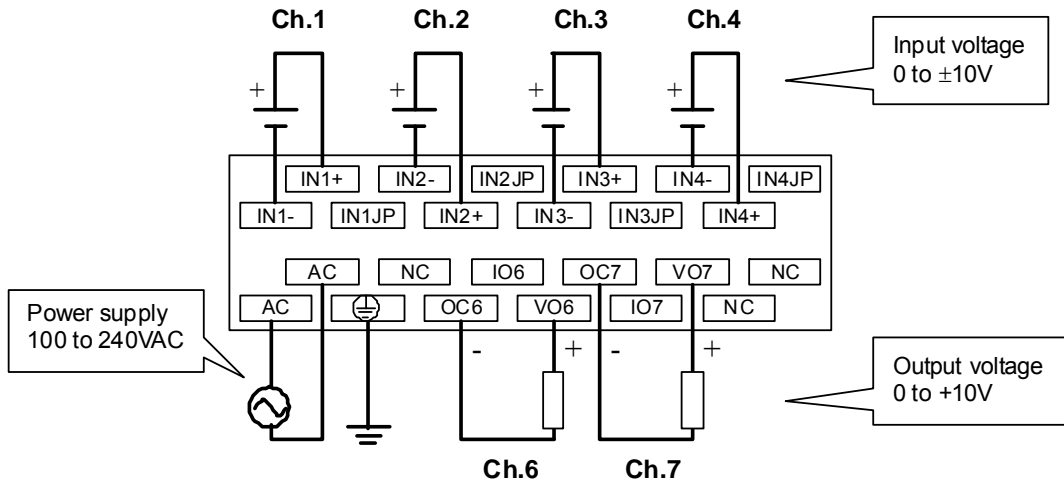 Ch.1 Ch.2 Ch.3 Ch.4
Input voltage
0 to ±10V
+ + + +
IN1+ IN2- IN2JP IN3+ IN4- IN4JP
IN1- IN1JP IN2+ IN3- IN3JP IN4+
AC NC IO6 OC7 VO7 NC
AC OC6 VO6 IO7 NC
Power supply
100 to 240VAC
- + - +
Output voltage
0 to +10V
Ch.6 Ch.7